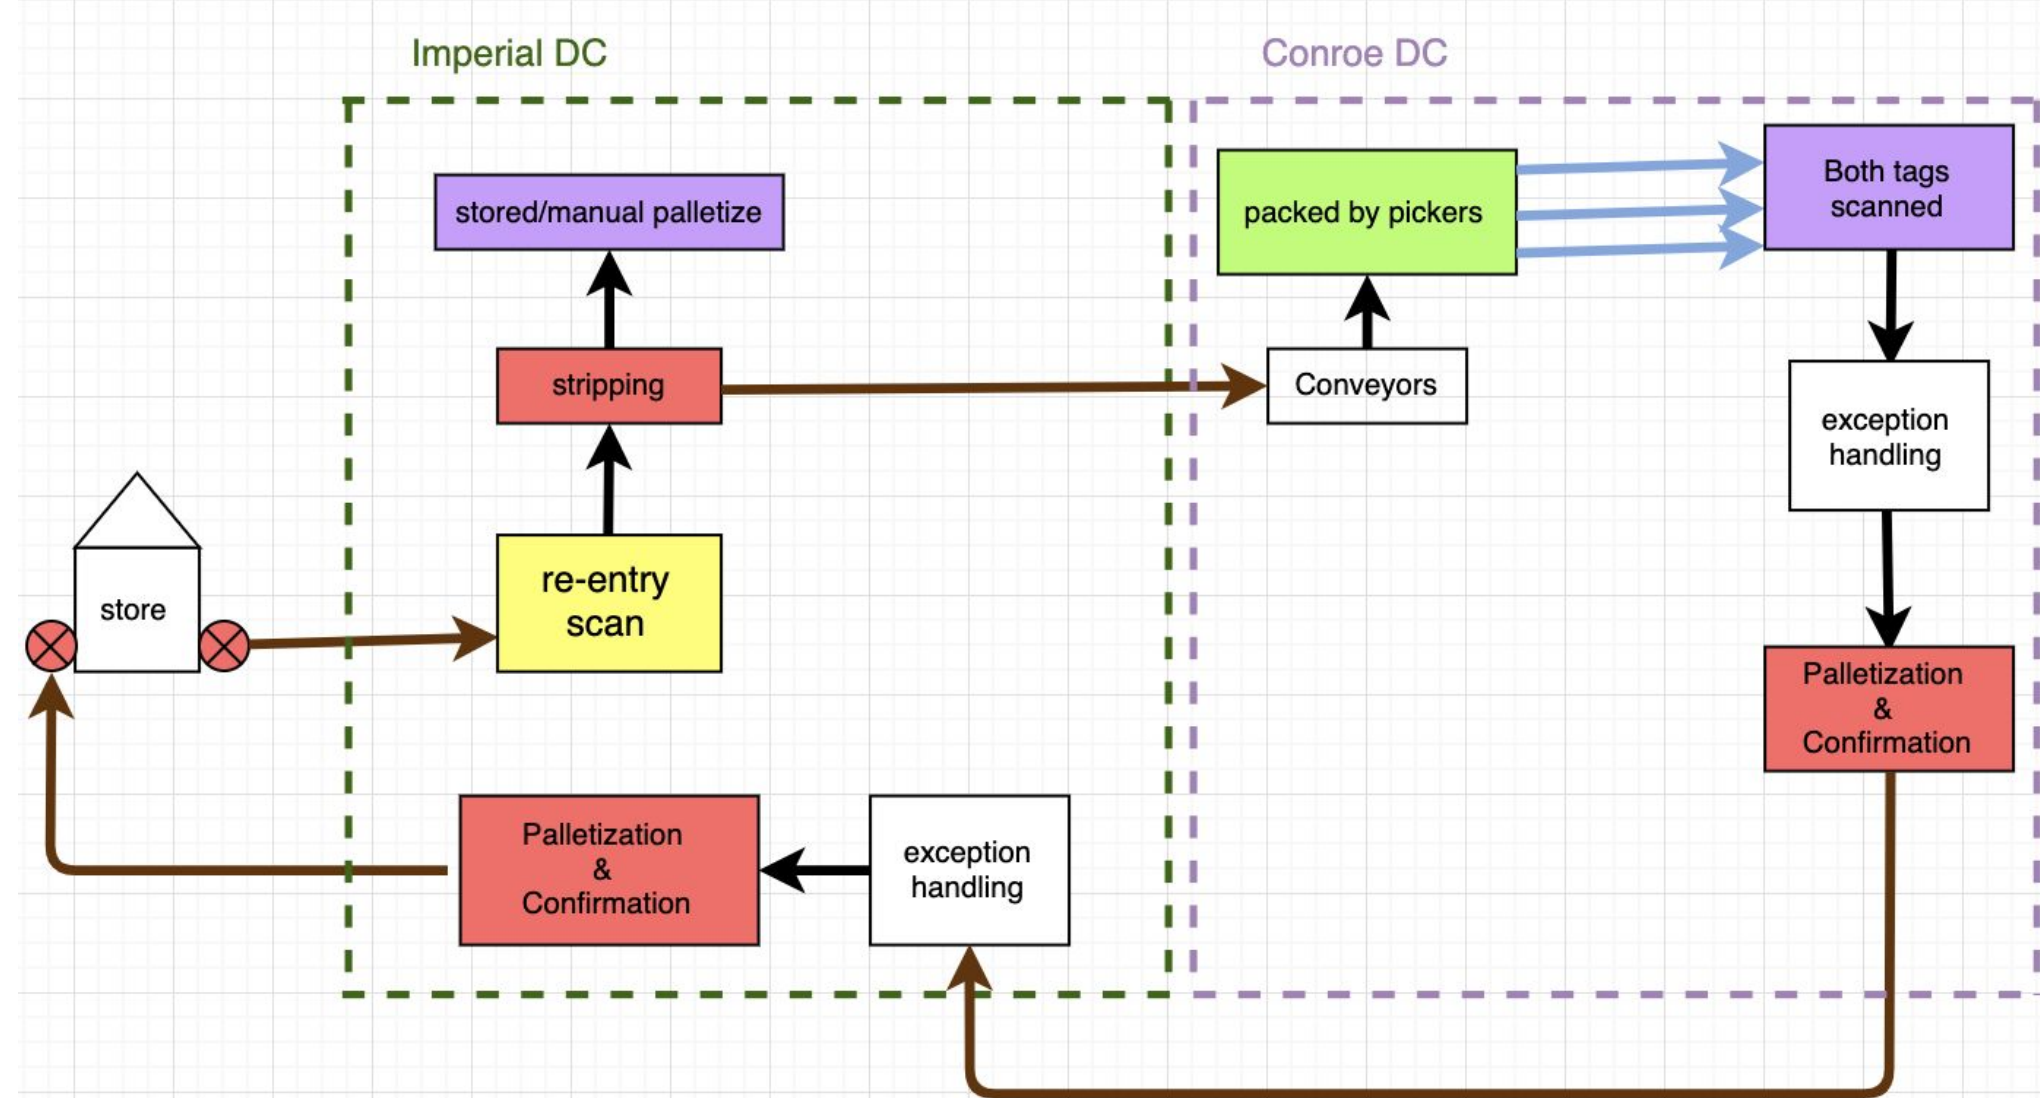 Imperial DC
Conroe DC
stored/manual palletize
packed by pickers
Both tags
scanned
stripping
Conveyors
exception
handling
re-entry
scan
store
Palletization
&
Confirmation
Palletization
&
Confirmation
exception
handling